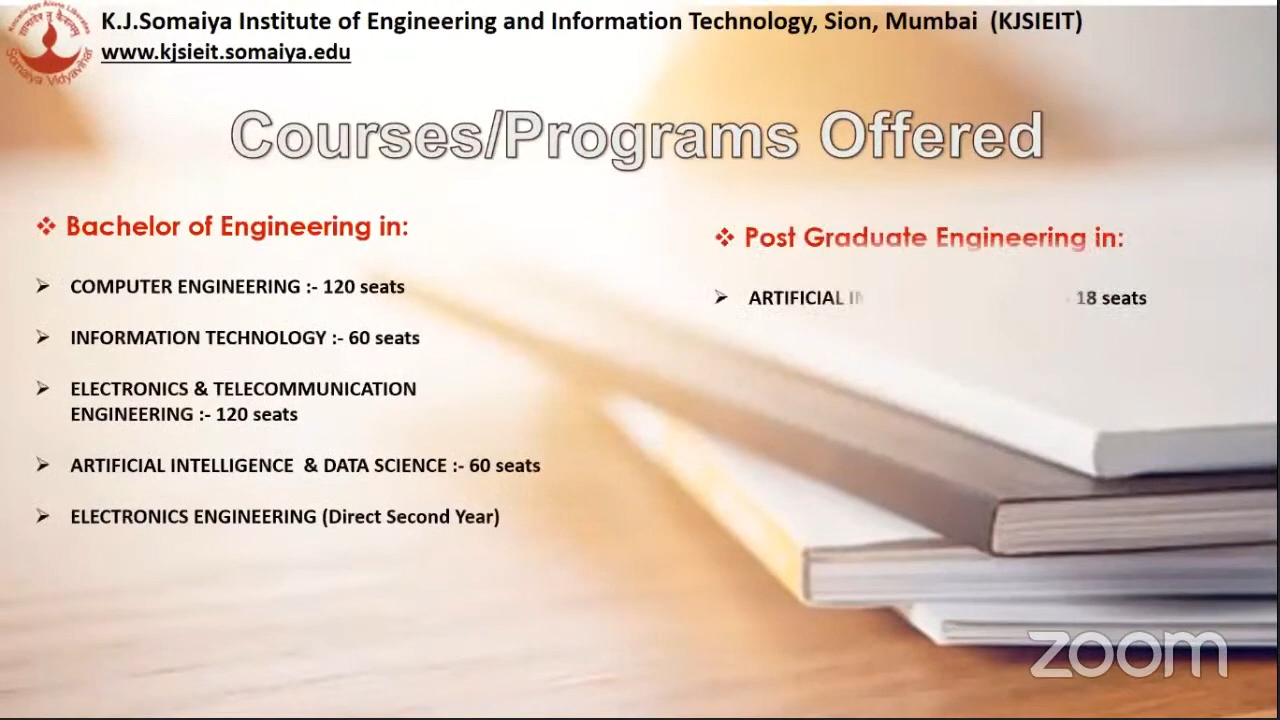 K.J.Somaiya Institute of Engineering and Information Technology, Sion, Mumbai (KJSIEIT)
www.kjsieit.somaiya.edu
Somaiya Vidyavihar
Courses/Programs Offered
❖ Bachelor of Engineering in:
➢ COMPUTER ENGINEERING :- 120 seats
➢ INFORMATION TECHNOLOGY :- 60 seats
➢ ELECTRONICS & TELECOMMUNICATION
ENGINEERING :- 120 seats
➢ ARTIFICIAL INTELLIGENCE & DATA SCIENCE :- 60 seats
➢ ELECTRONICS ENGINEERING (Direct Second Year)
❖ Post Graduate Engineering in:
➢ ARTIFICIAL 18 seats
zoom